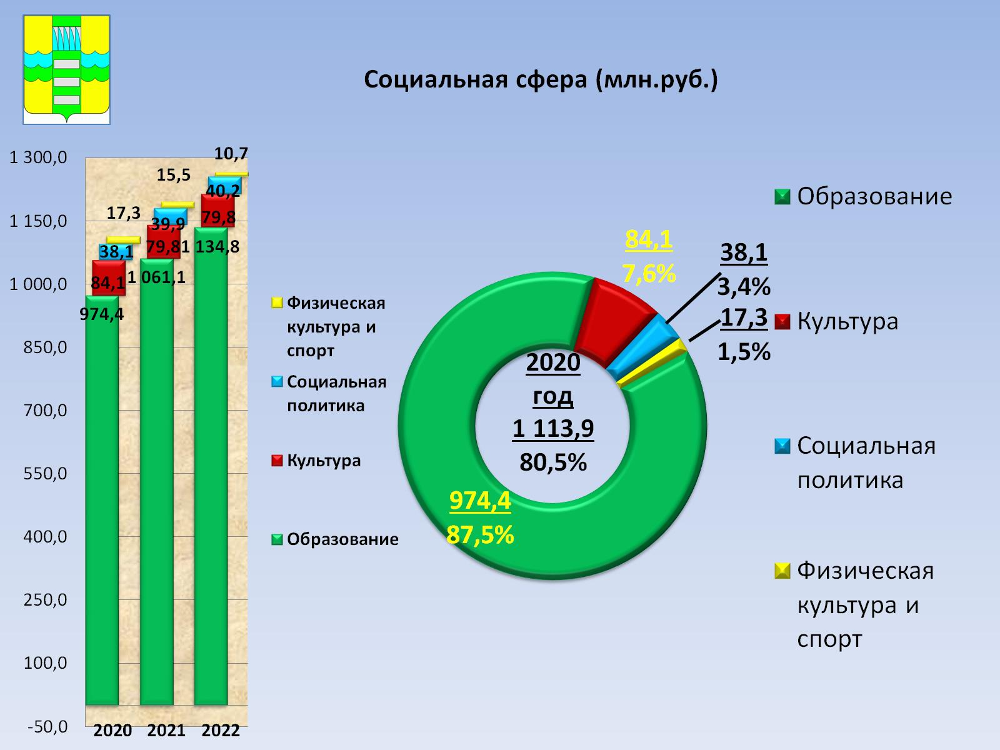 Социальная сфера (млн.руб.)
1 300,0
1 150,0
1 000,0
850,0
700,0
550,0
400,0
250,0
100,0
-50,0
10,7
15,5
40,2
17,3
39,9
79,8
38,1
79,8
1 134,8
84,1
1 061,1
974,4
2020 2021 2022
Физическая
культура и
спорт
Социальная
политика
Культура
Образование
84,1
7,6%
38,1
3,4%
17,3
1,5%
2020
год
1 113,9
80,5%
974,4
87,5%
Образование
Культура
Социальная
политика
Физическая
культура и
спорт